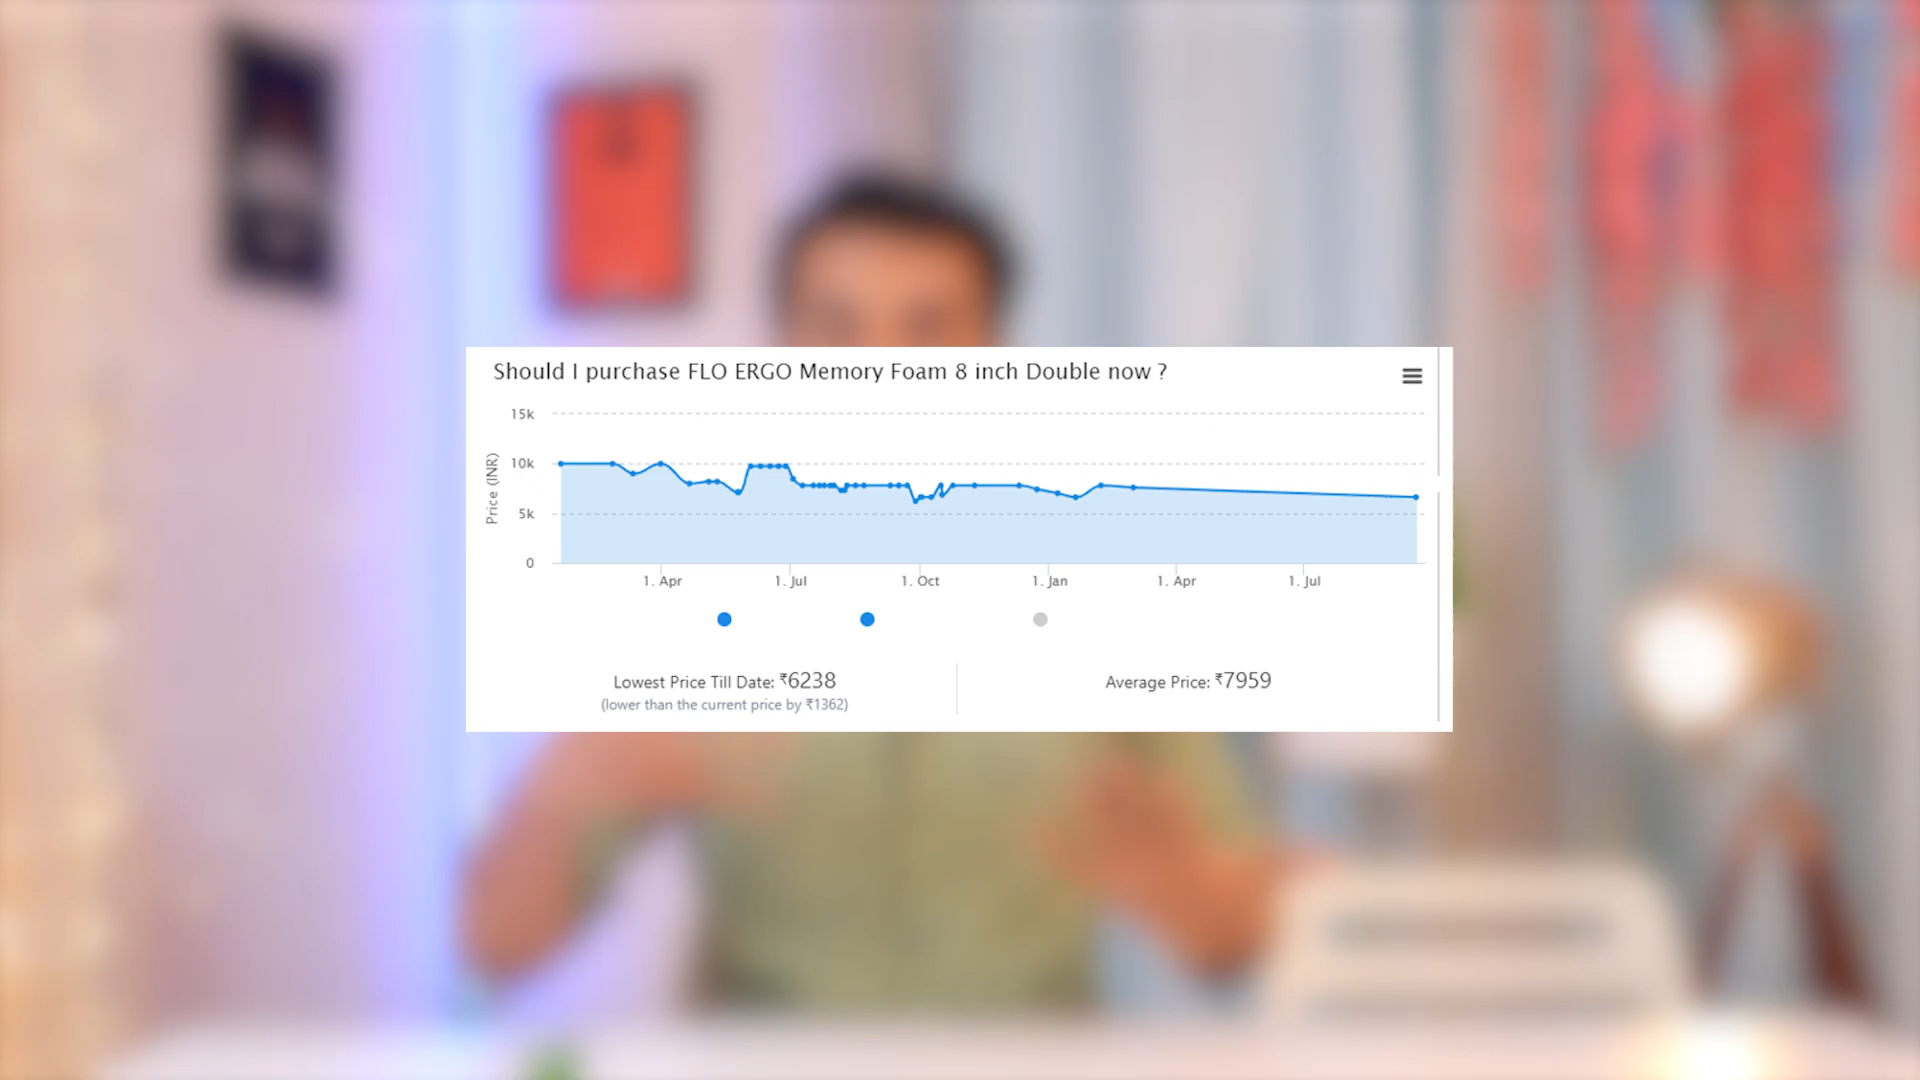 Should I purchase FLO ERGO Memory Foam 8 inch Double now ?
15k
10k
5k
0
Price (INR)
1. Apr
1. Jul
1. Oct
1. Jan
1. Apr
1. Jul
Lowest Price Till Date: ₹6238
(lower than the current price by ₹1362)
Average Price: ₹7959